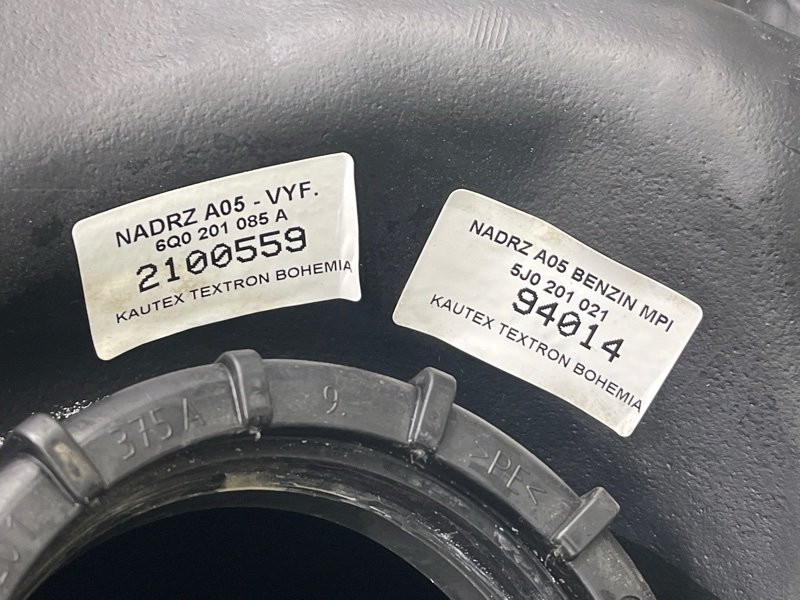 NADRZ A05 - VYF.
6Q0 201 085 A
2100559
KAUTEX TEXTRON BOHEMIA
NADRZ A05 BENZIN MPI
5J0 201 021
94014
KAUTEX TEXTRON BOHEMIA
201 375A 9. >PE<